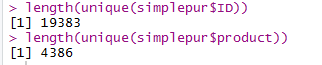 > length(unique(simplepur$ID))
[1] 19383
> length(unique(simplepur$product))
[1] 4386